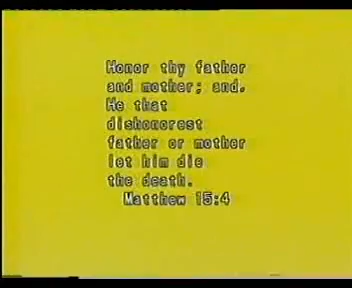 Honor thy father
and mother; and.
He that
dishonorest
father or mother
let him die
the death.
Matthew 15:4